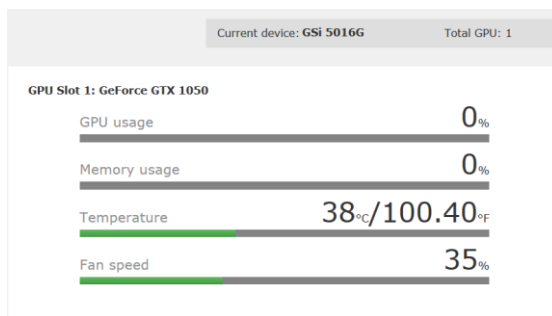 Current device: GSi 5016G Total GPU: 1
GPU Slot 1: GeForce GTX 1050
GPU usage 0%
Memory usage 0%
Temperature 38°C/100.40°F
Fan speed 35%